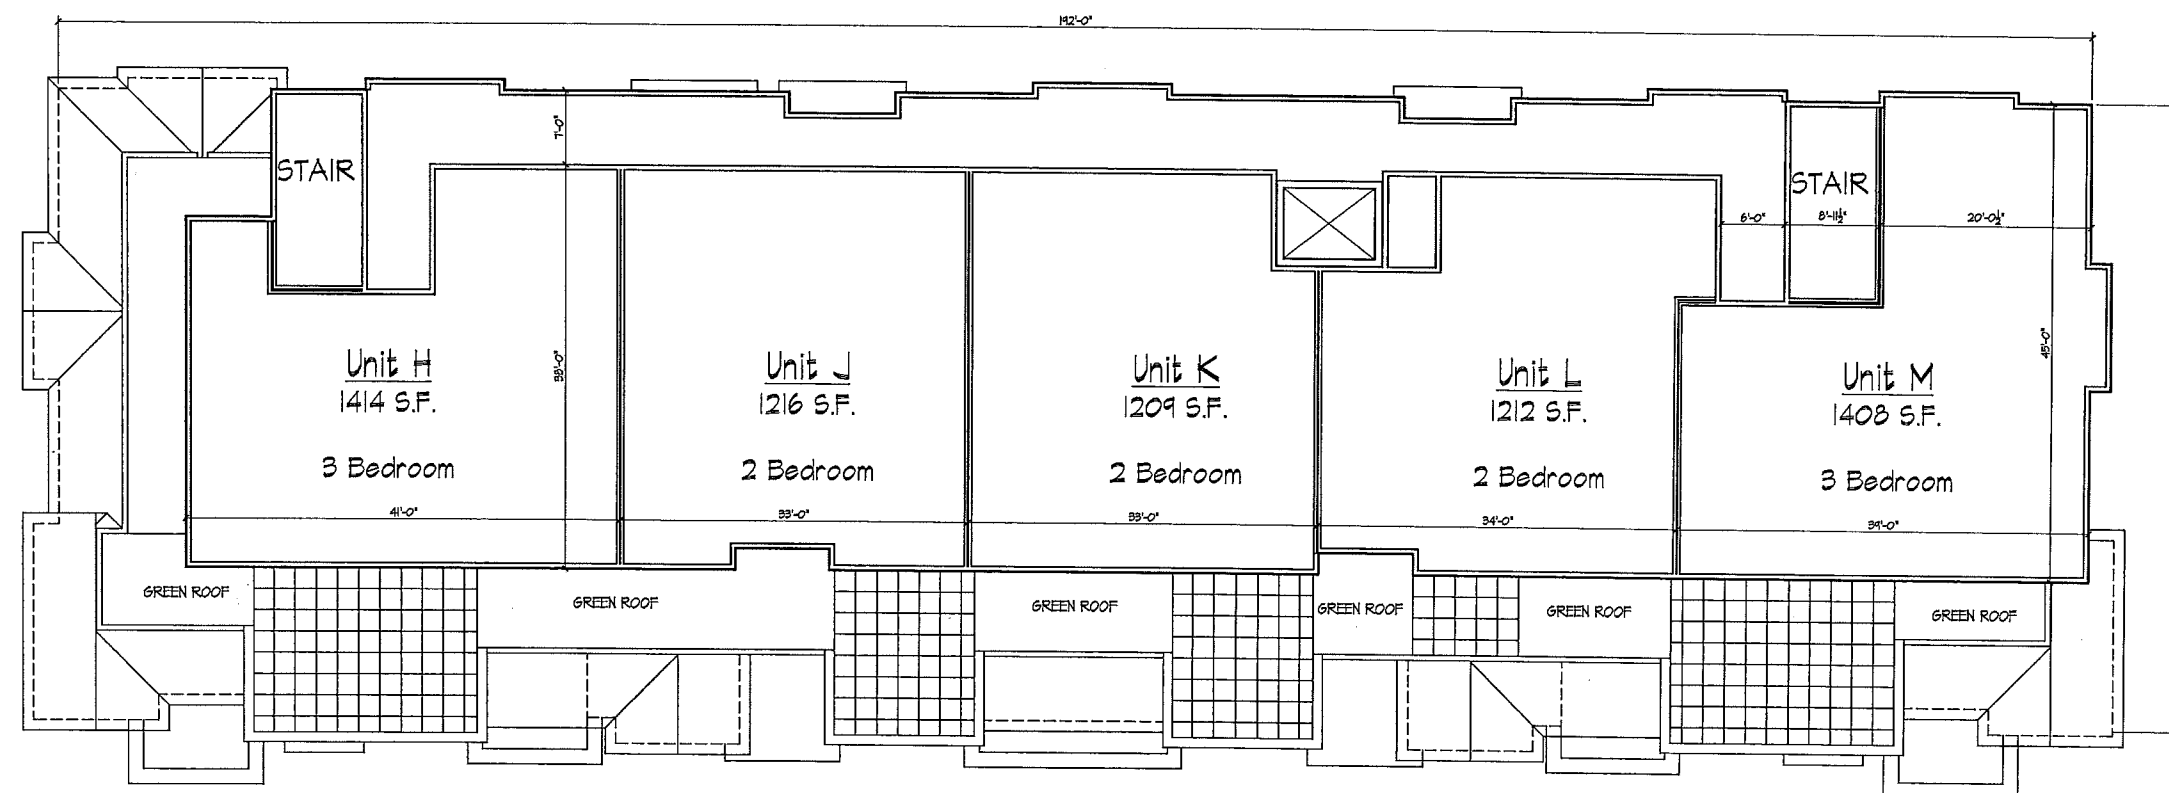 192'-0"
7'-0"
STAIR
STAIR
6'-0"
8'-11½"
20'-0½"
38'-0"
45'-0"
Unit H
1414 S.F.
3 Bedroom
Unit J
1216 S.F.
2 Bedroom
Unit K
1209 S.F.
2 Bedroom
Unit L
1212 S.F.
2 Bedroom
Unit M
1408 S.F.
3 Bedroom
41'-0"
33'-0"
33'-0"
34'-0"
39'-0"
GREEN ROOF
GREEN ROOF
GREEN ROOF
GREEN ROOF
GREEN ROOF
GREEN ROOF